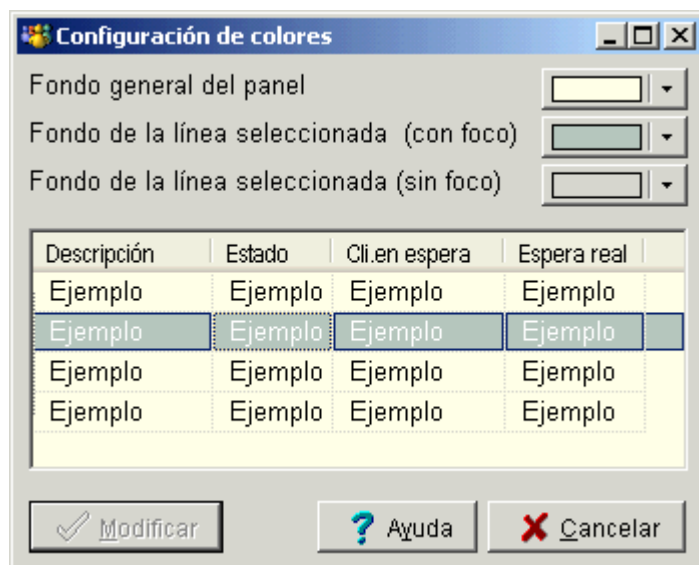 Configuración de colores
Fondo general del panel
Fondo de la línea seleccionada (con foco)
Fondo de la línea seleccionada (sin foco)
Descripción Estado Cli.en espera Espera real
Ejemplo Ejemplo Ejemplo Ejemplo
Ejemplo Ejemplo Ejemplo Ejemplo
Ejemplo Ejemplo Ejemplo Ejemplo
Ejemplo Ejemplo Ejemplo Ejemplo
Modificar Ayuda Cancelar